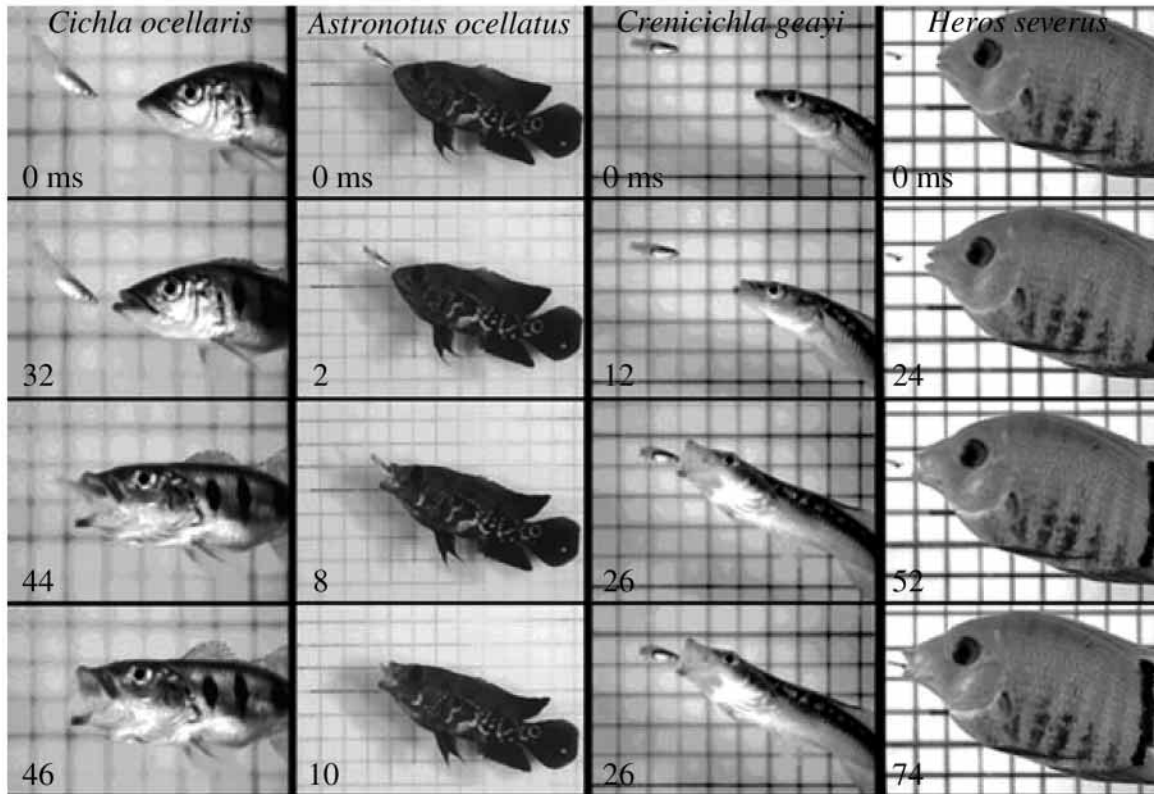 Cichla ocellaris Astronotus ocellatus Crenicichla geayi Heros severus
0 ms 0 ms 0 ms 0 ms
32 2 12 24
44 8 26 52
46 10 26 74